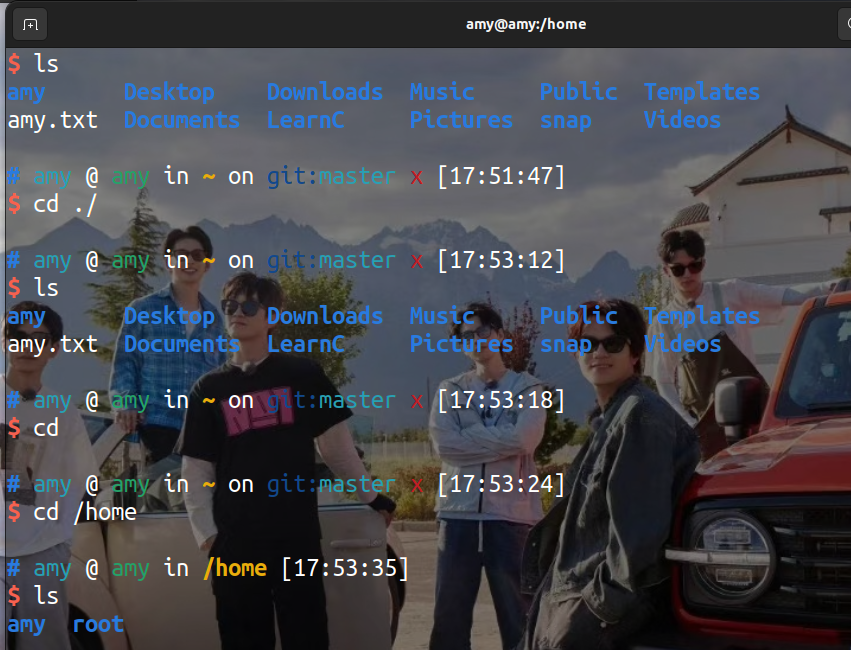 amy@amy:/home
$ ls
amy Desktop Downloads Music Public Templates
amy.txt Documents LearnC Pictures snap Videos
# amy @ amy in ~ on git:master x [17:51:47]
$ cd ./
# amy @ amy in ~ on git:master x [17:53:12]
$ ls
amy Desktop Downloads Music Public Templates
amy.txt Documents LearnC Pictures snap Videos
# amy @ amy in ~ on git:master x [17:53:18]
$ cd
# amy @ amy in ~ on git:master x [17:53:24]
$ cd /home
# amy @ amy in /home [17:53:35]
$ ls
amy root